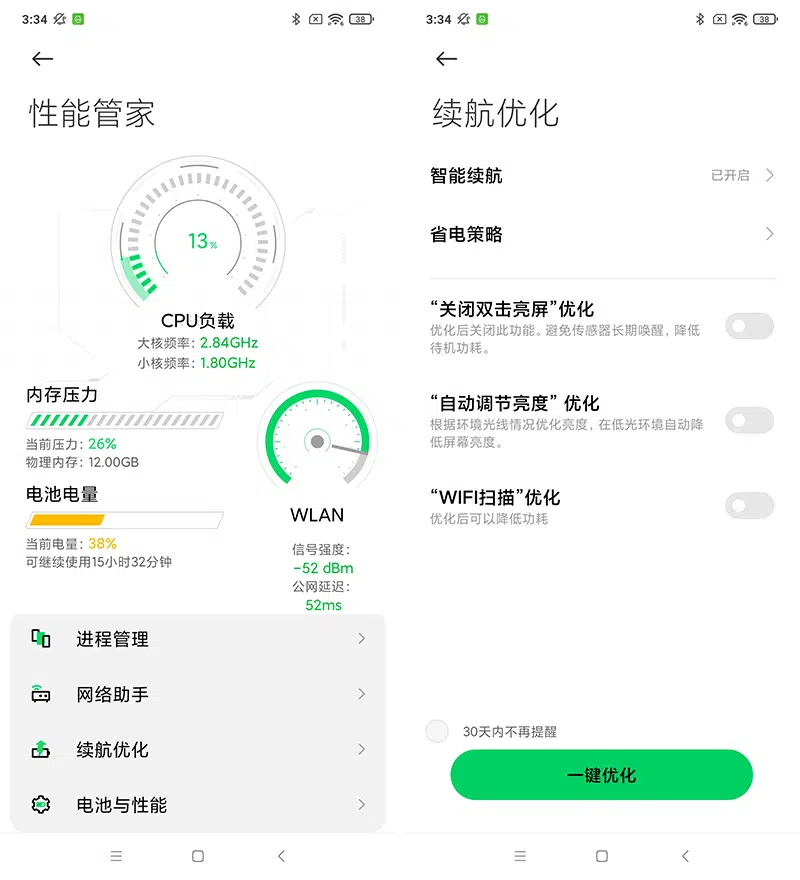 3:34
38
性能管家
13%
CPU负载
大核频率: 2.84GHz
小核频率: 1.80GHz
内存压力
当前压力: 26%
物理内存: 12.00GB
电池电量
当前电量: 38%
可继续使用15小时32分钟
WLAN
信号强度:
-52 dBm
公网延迟:
52ms
进程管理
网络助手
续航优化
电池与性能
3:34
38
续航优化
智能续航
已开启
省电策略
“关闭双击亮屏”优化
优化后关闭此功能。避免传感器长期唤醒，降低
待机功耗。
“自动调节亮度” 优化
根据环境光线情况优化亮度，在低光环境自动降
低屏幕亮度。
“WIFI扫描”优化
优化后可以降低功耗
30天内不再提醒
一键优化